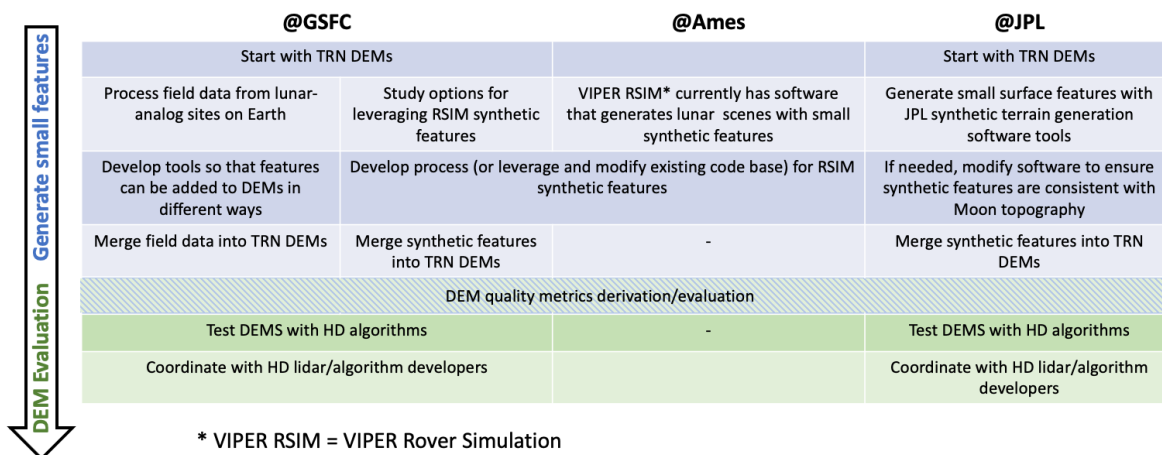 @GSFC
@Ames
@JPL
Start with TRN DEMs
Start with TRN DEMs
Process field data from lunar-
analog sites on Earth
Study options for
leveraging RSIM synthetic
features
VIPER RSIM* currently has software
that generates lunar scenes with small
synthetic features
Generate small surface features with
JPL synthetic terrain generation
software tools
Develop tools so that features
can be added to DEMs in
different ways
Develop process (or leverage and modify existing code base) for RSIM
synthetic features
If needed, modify software to ensure
synthetic features are consistent with
Moon topography
Merge field data into TRN DEMs
Merge synthetic features
into TRN DEMs
-
Merge synthetic features into TRN
DEMs
DEM quality metrics derivation/evaluation
Test DEMS with HD algorithms
-
Test DEMS with HD algorithms
Coordinate with HD lidar/algorithm developers
Coordinate with HD lidar/algorithm
developers
Generate small features
DEM Evaluation
* VIPER RSIM = VIPER Rover Simulation